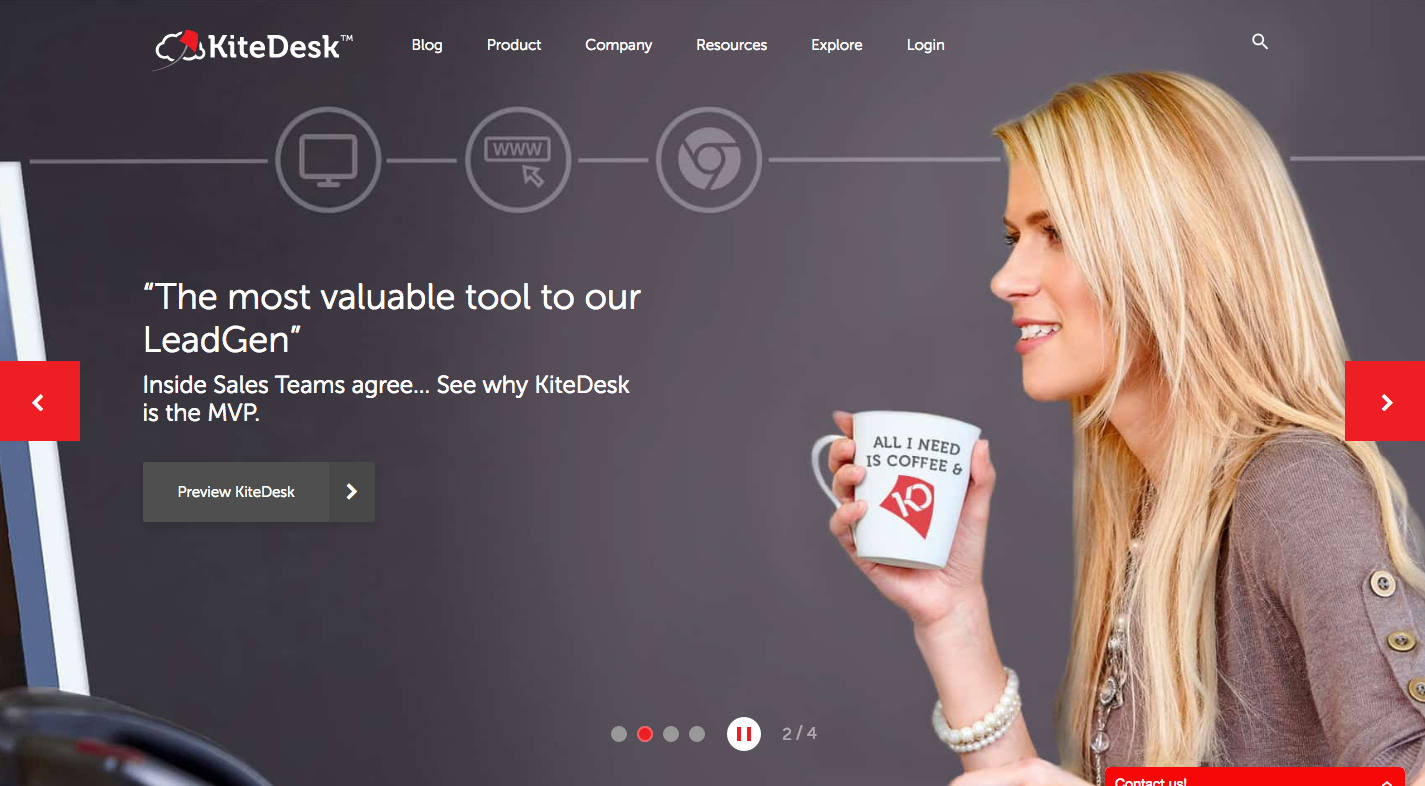 KiteDesk™
Blog
Product
Company
Resources
Explore
Login
WWW
“The most valuable tool to our
LeadGen”
Inside Sales Teams agree... See why KiteDesk
is the MVP.
Preview KiteDesk
ALL I NEED
IS COFFEE &
2 / 4
Contact us!